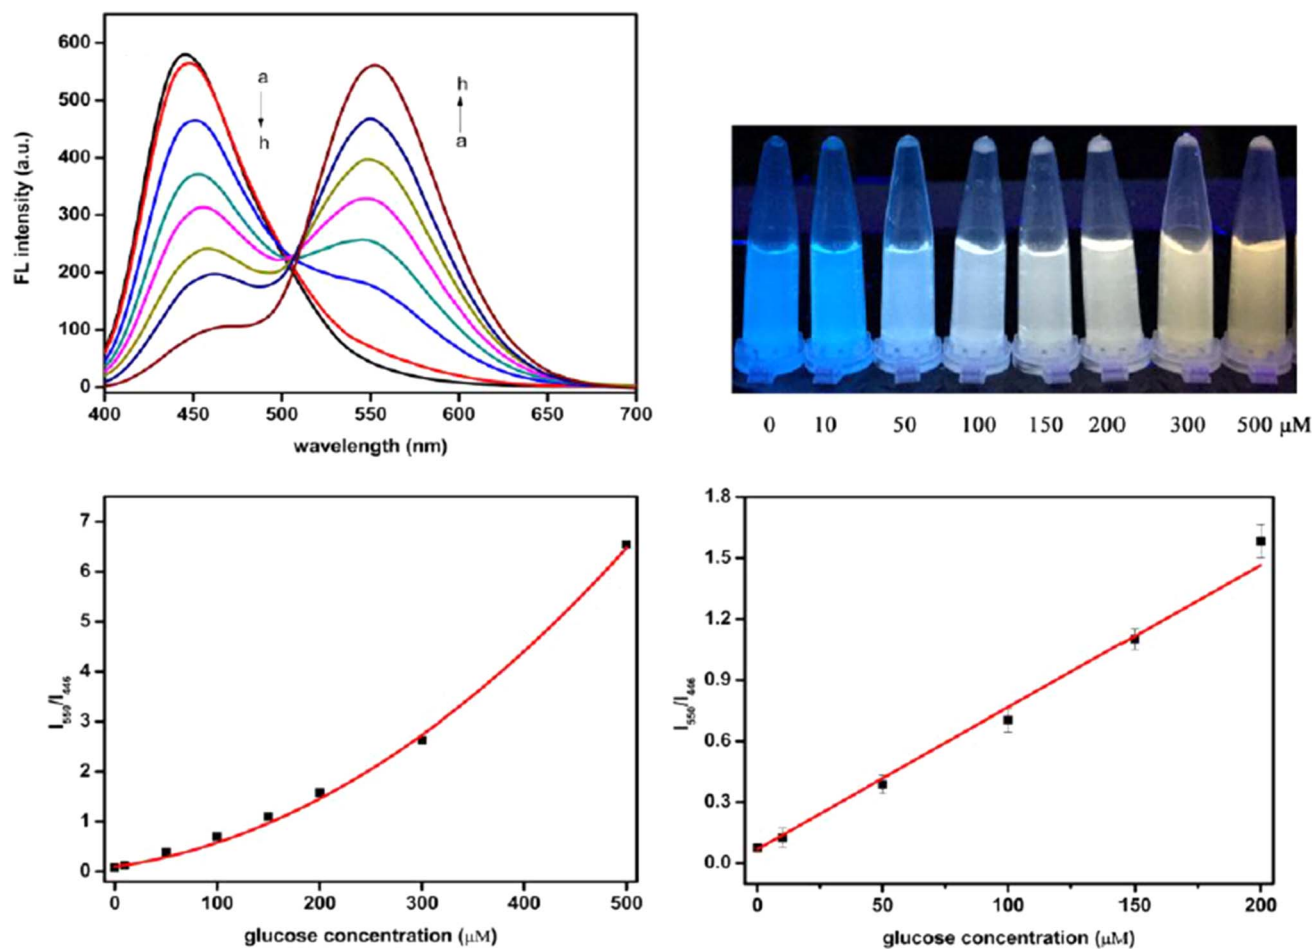 600
500
400
300
200
100
0
FL intensity (a.u.)
a
h
h
a
400 450 500 550 600 650 700
wavelength (nm)
0 10 50 100 150 200 300 500 μM
7
6
5
4
3
2
1
0
I550/I446
0 100 200 300 400 500
glucose concentration (μM)
1.8
1.5
1.2
0.9
0.6
0.3
0.0
I550/I446
0 50 100 150 200
glucose concentration (μM)